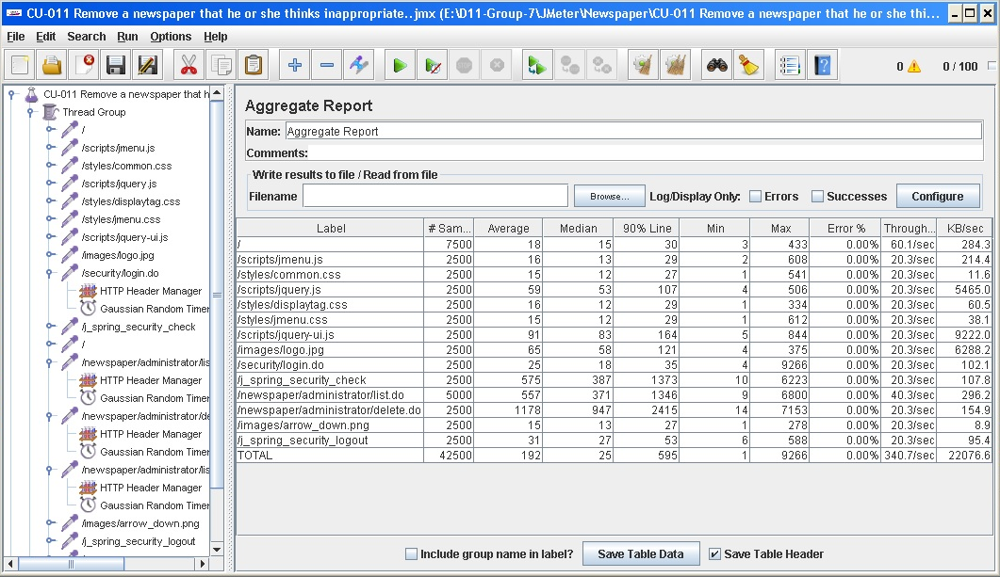 CU-011 Remove a newspaper that he or she thinks inappropriate..jmx (E:\D11-Group-7\JMeter\Newspaper\CU-011 Remove a newspaper that he or she thi...
File Edit Search Run Options Help
0 0 / 100
CU-011 Remove a newspaper that h
Thread Group
/
/scripts/jmenu.js
/styles/common.css
/scripts/jquery.js
/styles/displaytag.css
/styles/jmenu.css
/scripts/jquery-ui.js
/images/logo.jpg
/security/login.do
HTTP Header Manager
Gaussian Random Timer
/j_spring_security_check
/
/newspaper/administrator/lis
HTTP Header Manager
Gaussian Random Timer
/newspaper/administrator/de
HTTP Header Manager
Gaussian Random Timer
/newspaper/administrator/lis
HTTP Header Manager
Gaussian Random Timer
/images/arrow_down.png
/j_spring_security_logout
Aggregate Report
Name: Aggregate Report
Comments:
Write results to file / Read from file
Filename Browse... Log/Display Only: Errors Successes Configure
Label # Sam... Average Median 90% Line Min Max Error % Through... KB/sec
/ 7500 18 15 30 3 433 0.00% 60.1/sec 284.3
/scripts/jmenu.js 2500 16 13 29 2 608 0.00% 20.3/sec 214.4
/styles/common.css 2500 15 12 27 1 541 0.00% 20.3/sec 11.6
/scripts/jquery.js 2500 59 53 107 4 506 0.00% 20.3/sec 5465.0
/styles/displaytag.css 2500 16 12 29 1 334 0.00% 20.3/sec 60.5
/styles/jmenu.css 2500 15 12 29 1 612 0.00% 20.3/sec 38.1
/scripts/jquery-ui.js 2500 91 83 164 5 844 0.00% 20.3/sec 9222.0
/images/logo.jpg 2500 65 58 121 4 375 0.00% 20.3/sec 6288.2
/security/login.do 2500 25 18 35 4 9266 0.00% 20.3/sec 102.1
/j_spring_security_check 2500 575 387 1373 10 6223 0.00% 20.3/sec 107.8
/newspaper/administrator/list.do 5000 557 371 1346 9 6800 0.00% 40.3/sec 296.2
/newspaper/administrator/delete.do 2500 1178 947 2415 14 7153 0.00% 20.3/sec 154.9
/images/arrow_down.png 2500 15 13 27 1 278 0.00% 20.3/sec 8.9
/j_spring_security_logout 2500 31 27 53 6 588 0.00% 20.3/sec 95.4
TOTAL 42500 192 25 595 1 9266 0.00% 340.7/sec 22076.6
Include group name in label? Save Table Data Save Table Header